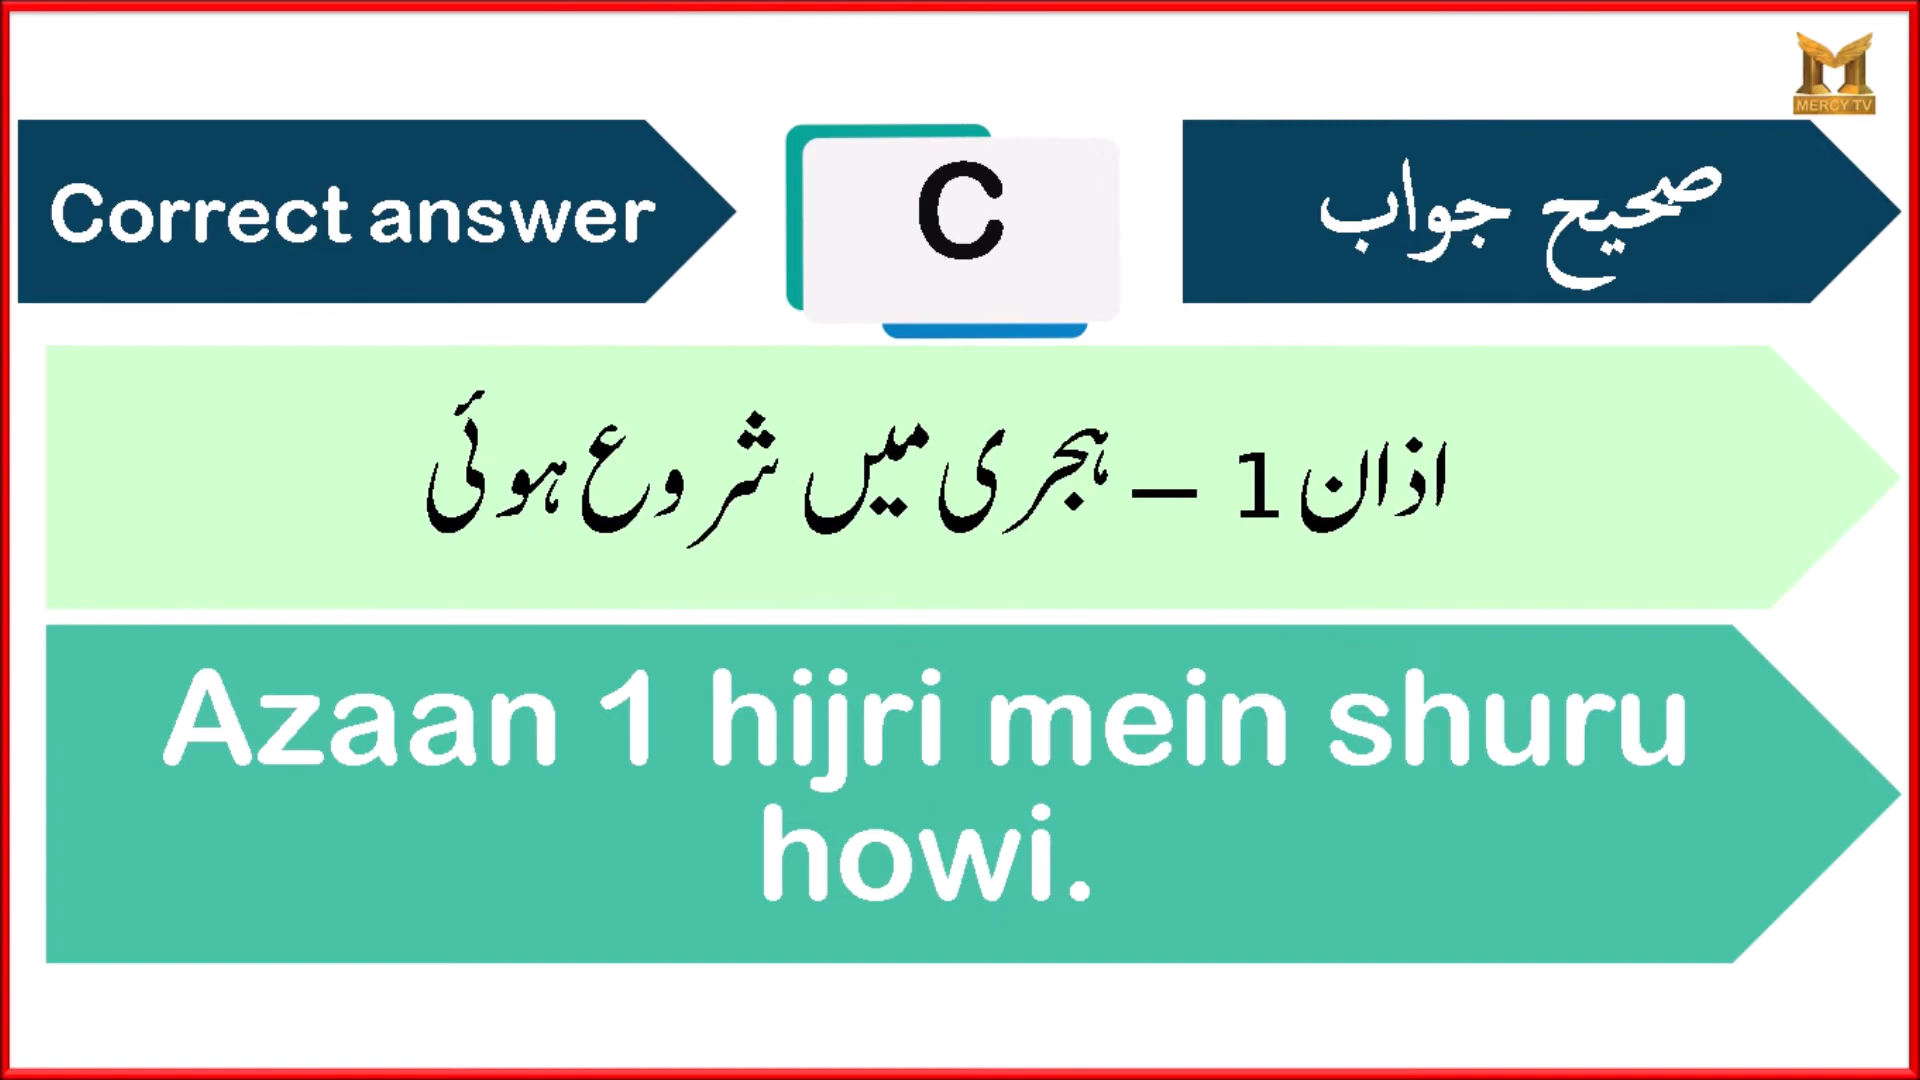 MERCY TV
Correct answer
C
صحیح جواب
اذان 1 – ہجری میں شروع ہوئی
Azaan 1 hijri mein shuru
howi.